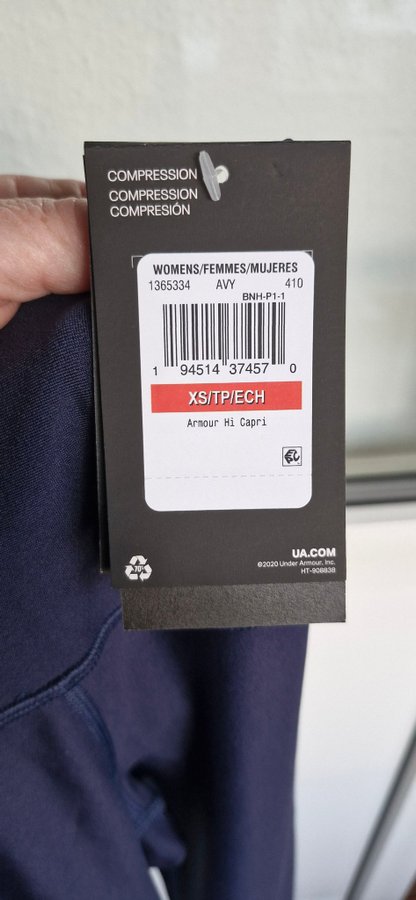 COMPRESSION
COMPRESSION
COMPRESIÓN
WOMENS/FEMMES/MUJERES
1365334 AVY 410
BNH-P1-1
1 94514 37457 0
XS/TP/ECH
Armour Hi Capri
UA.COM
©2020 Under Armour, Inc.
HT-908838